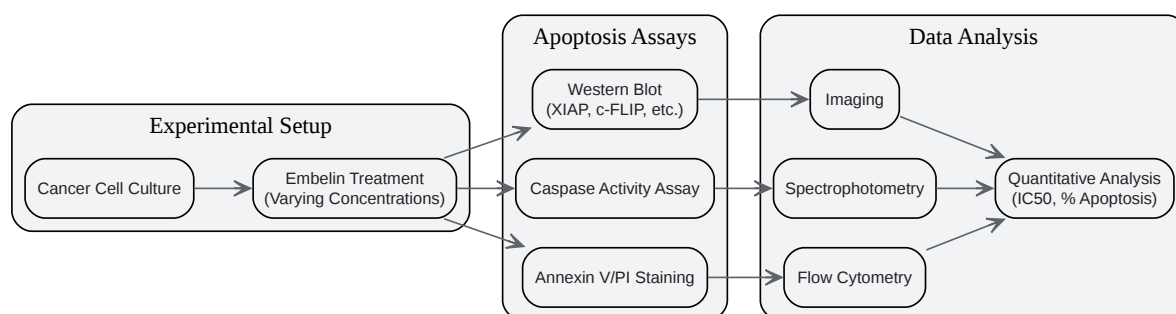 Experimental Setup
Cancer Cell Culture
Embelin Treatment
(Varying Concentrations)
Apoptosis Assays
Western Blot
(XIAP, c-FLIP, etc.)
Caspase Activity Assay
Annexin V/PI Staining
Data Analysis
Imaging
Spectrophotometry
Flow Cytometry
Quantitative Analysis
(IC50, % Apoptosis)